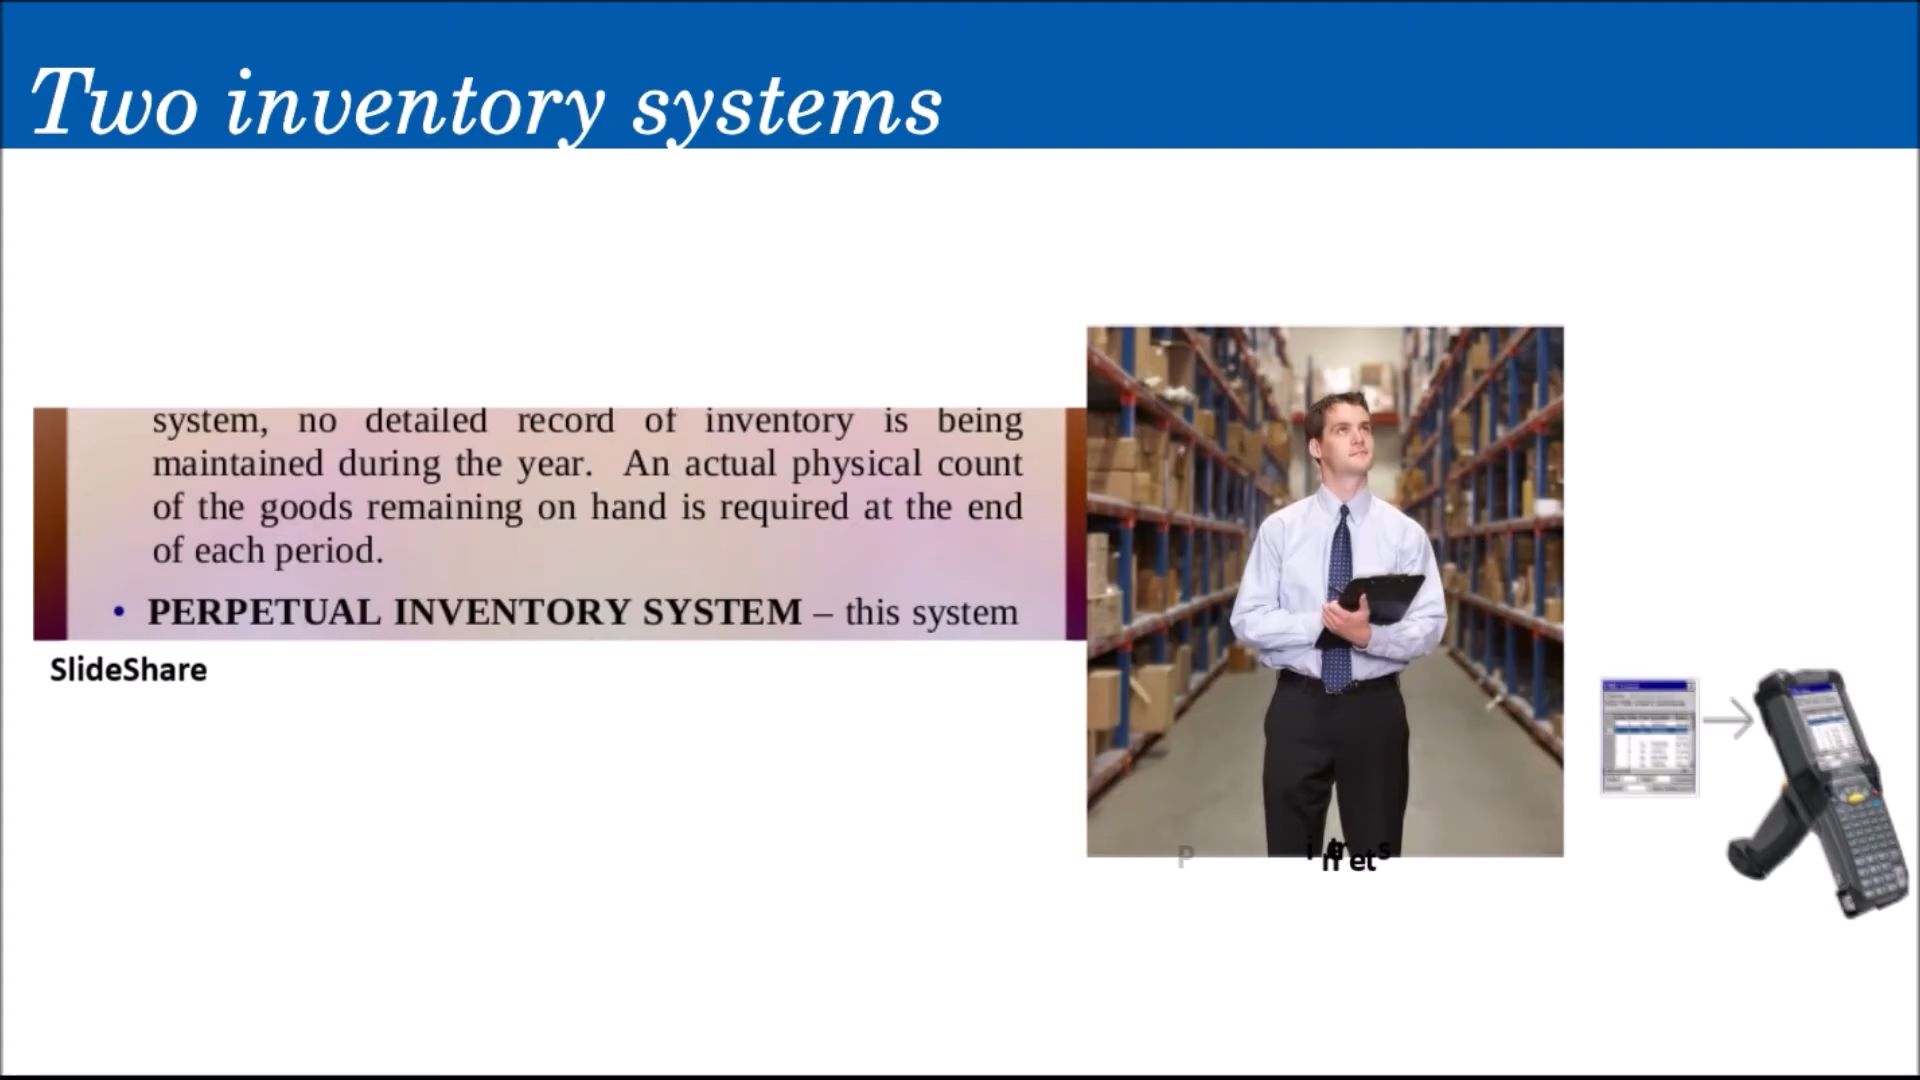 Two inventory systems
system, no detailed record of inventory is being
maintained during the year. An actual physical count
of the goods remaining on hand is required at the end
of each period.
• PERPETUAL INVENTORY SYSTEM – this system
SlideShare